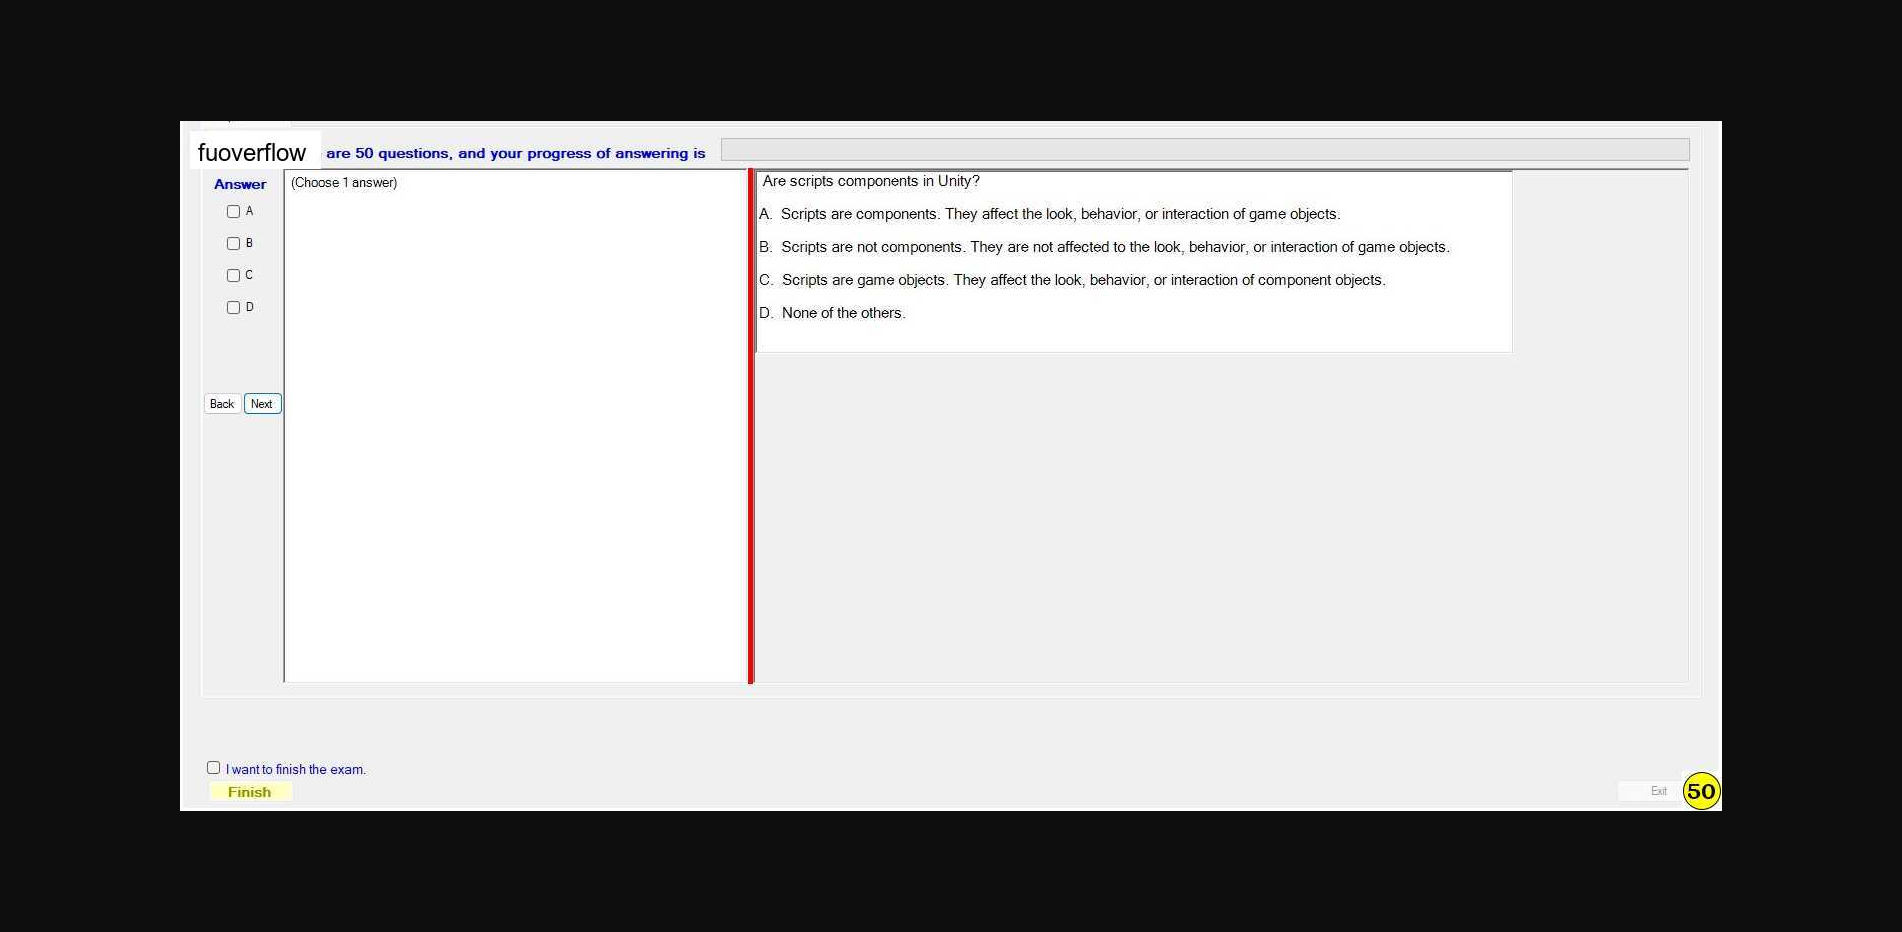 fuoverflow are 50 questions, and your progress of answering is
Answer
A
B
C
D
Back Next
(Choose 1 answer)
Are scripts components in Unity?
A. Scripts are components. They affect the look, behavior, or interaction of game objects.
B. Scripts are not components. They are not affected to the look, behavior, or interaction of game objects.
C. Scripts are game objects. They affect the look, behavior, or interaction of component objects.
D. None of the others.
I want to finish the exam.
Finish
Exit
50